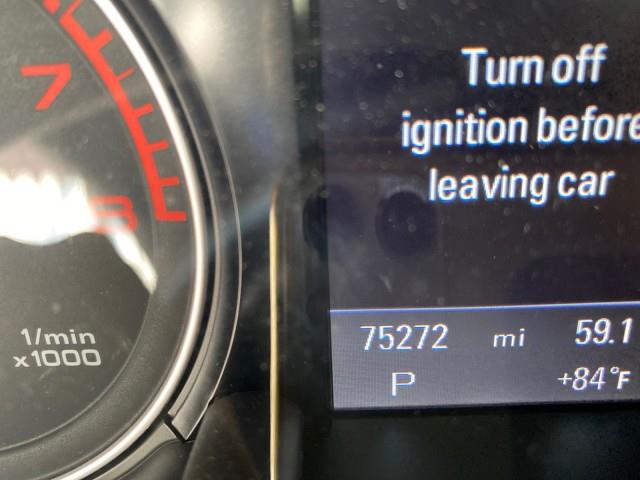 7
8
1/min
x1000
Turn off
ignition before
leaving car
75272 mi 59.1
P +84°F